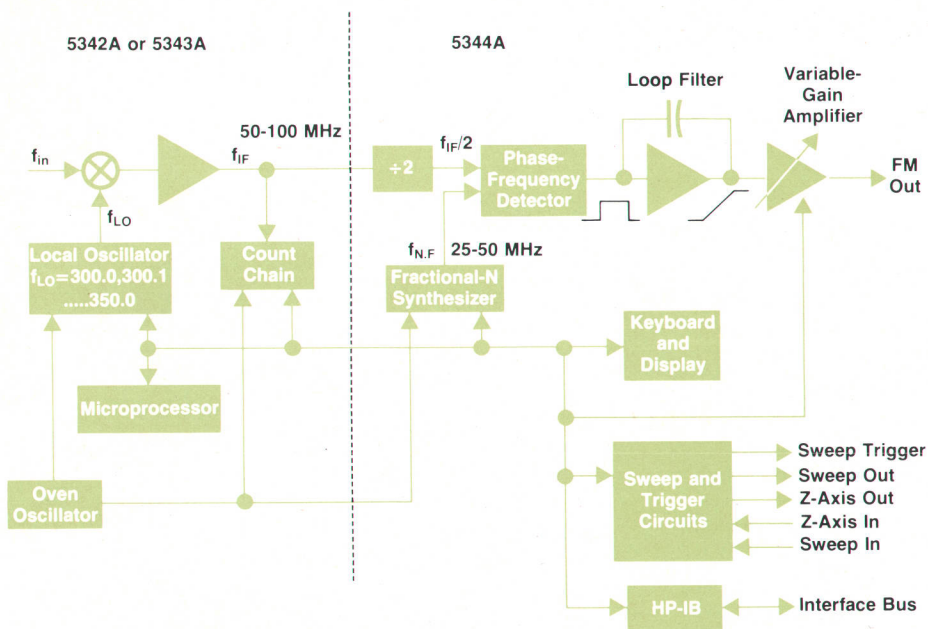 5342A or 5343A
5344A
Loop Filter
Variable-
Gain
Amplifier
50-100 MHz
fin
fIF
fIF/2
÷2
Phase-
Frequency
Detector
FM
Out
fLO
Local Oscillator
fLO=300.0,300.1
.....350.0
Count
Chain
fN.F
25-50 MHz
Fractional-N
Synthesizer
Keyboard
and
Display
Microprocessor
Oven
Oscillator
Sweep and
Trigger
Circuits
Sweep Trigger
Sweep Out
Z-Axis Out
Z-Axis In
Sweep In
HP-IB
Interface Bus